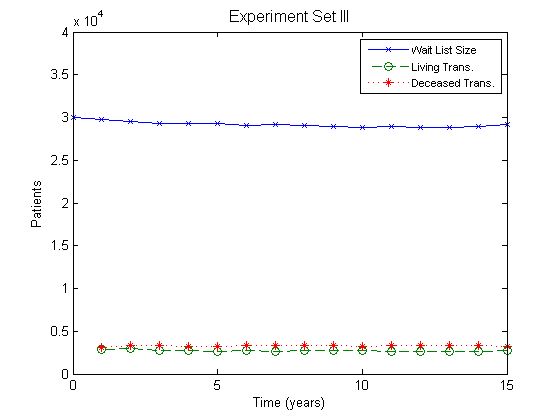 Experiment Set III
x 10^4
4
3.5
3
2.5
2
1.5
1
0.5
0
Patients
Wait List Size
Living Trans.
Deceased Trans.
0 5 10 15
Time (years)